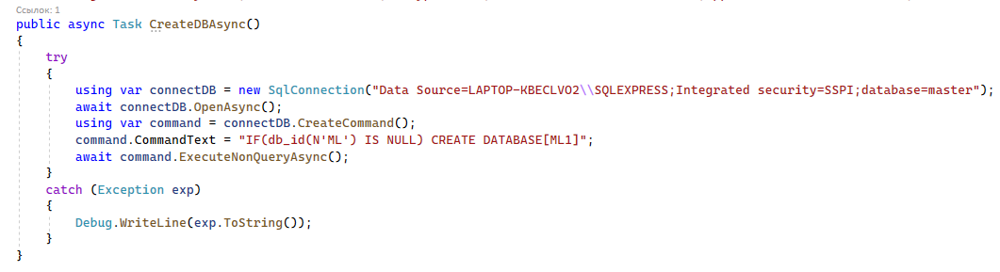 Ссылок: 1
public async Task CreateDBAsync()
{
    try
    {
        using var connectDB = new SqlConnection("Data Source=LAPTOP-KBECLVO2\\SQLEXPRESS;Integrated security=SSPI;database=master");
        await connectDB.OpenAsync();
        using var command = connectDB.CreateCommand();
        command.CommandText = "IF(db_id(N'ML') IS NULL) CREATE DATABASE[ML1]";
        await command.ExecuteNonQueryAsync();
    }
    catch (Exception exp)
    {
        Debug.WriteLine(exp.ToString());
    }
}